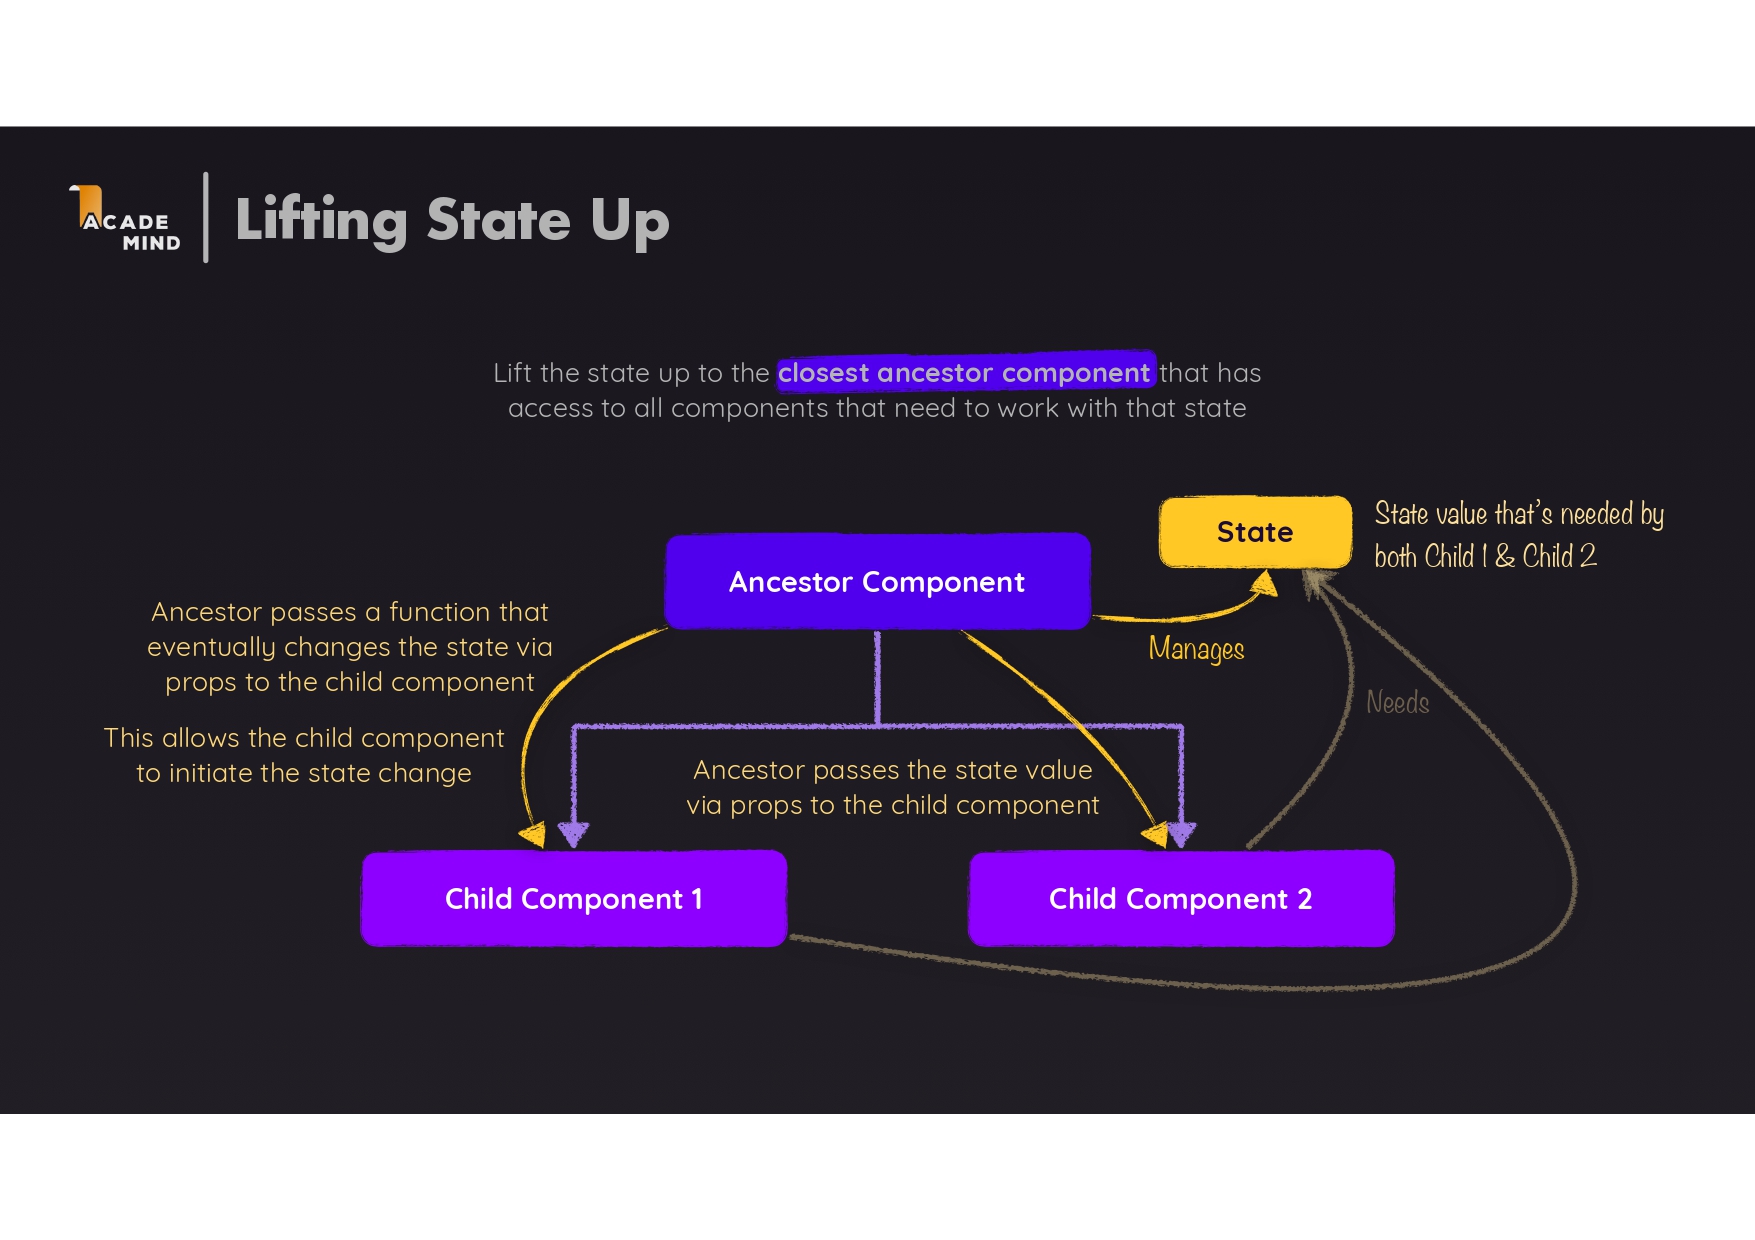 ACADE
MIND
Lifting State Up
Lift the state up to the closest ancestor component that has
access to all components that need to work with that state
State
State value that's needed by
both Child 1 & Child 2
Ancestor Component
Manages
Needs
Ancestor passes a function that
eventually changes the state via
props to the child component
This allows the child component
to initiate the state change
Ancestor passes the state value
via props to the child component
Child Component 1
Child Component 2